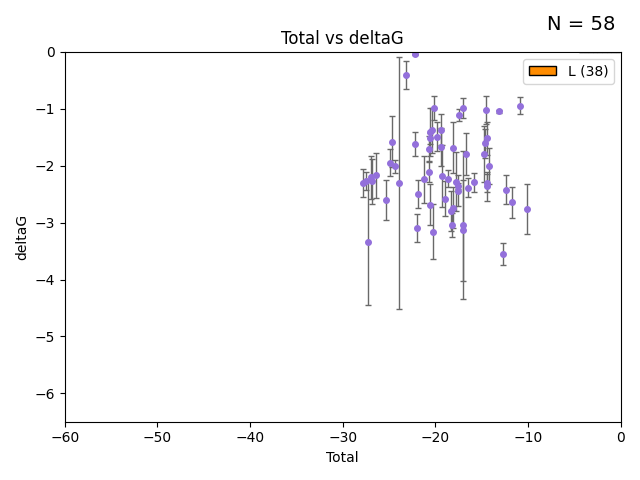 N = 58
Total vs deltaG
L (38)
0
−1
−2
−3
−4
−5
−6
deltaG
−60 −50 −40 −30 −20 −10 0
Total